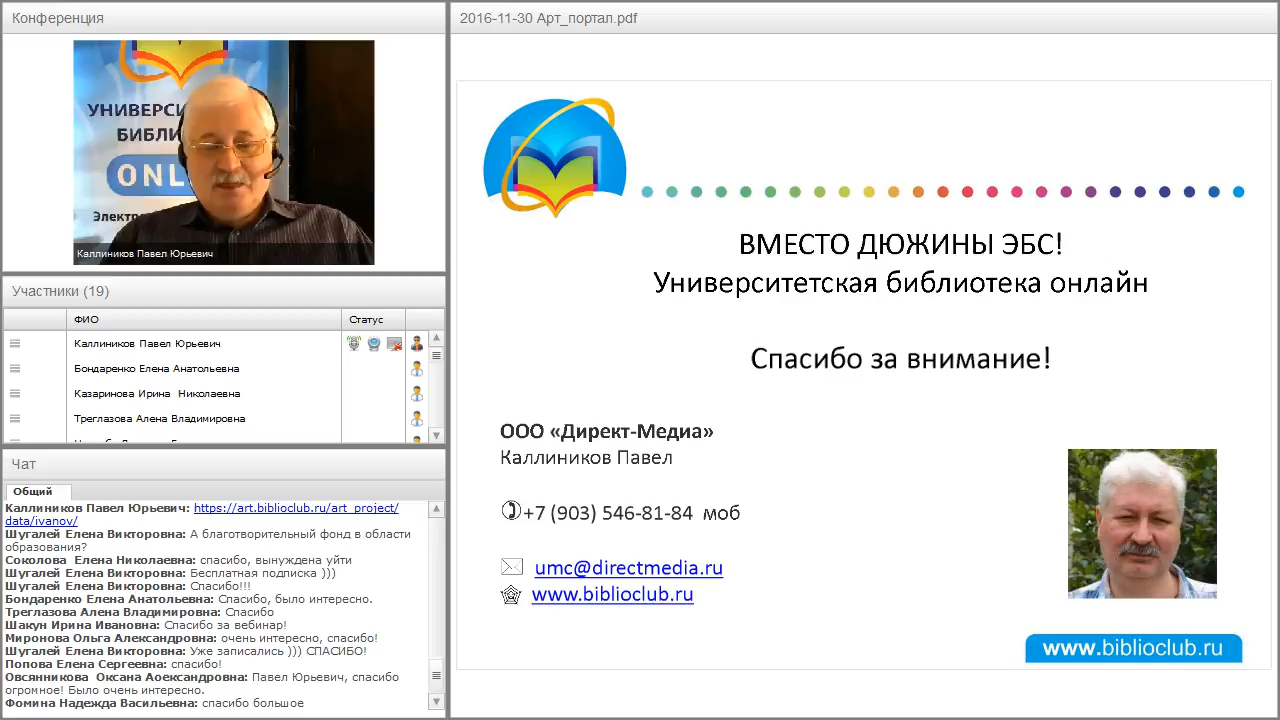 Конференция
УНИВЕРСИ
БИБЛИ
ONL
Электр
Каллиников Павел Юрьевич
Участники (19)
ФИО
Статус
Каллиников Павел Юрьевич
Бондаренко Елена Анатольевна
Казаринова Ирина Николаевна
Треглазова Алена Владимировна
Чат
Общий
Каллиников Павел Юрьевич: https://art.biblioclub.ru/art_project/
data/ivanov/
Шугалей Елена Викторовна: А благотворительный фонд в области
образования?
Соколова Елена Николаевна: спасибо, вынуждена уйти
Шугалей Елена Викторовна: Бесплатная подписка )))
Шугалей Елена Викторовна: Спасибо!!!
Бондаренко Елена Анатольевна: Спасибо, было интересно.
Треглазова Алена Владимировна: Спасибо
Шакун Ирина Ивановна: Спасибо за вебинар!
Миронова Ольга Александровна: очень интересно, спасибо!
Шугалей Елена Викторовна: Уже записались ))) СПАСИБО!
Попова Елена Сергеевна: спасибо!
Овсянникова Оксана Аоександровна: Павел Юрьевич, спасибо
огромное! Было очень интересно.
Фомина Надежда Васильевна: спасибо большое
2016-11-30 Арт_портал.pdf
ВМЕСТО ДЮЖИНЫ ЭБС!
Университетская библиотека онлайн
Спасибо за внимание!
ООО «Директ-Медиа»
Каллиников Павел
+7 (903) 546-81-84 моб
umc@directmedia.ru
www.biblioclub.ru
www.biblioclub.ru